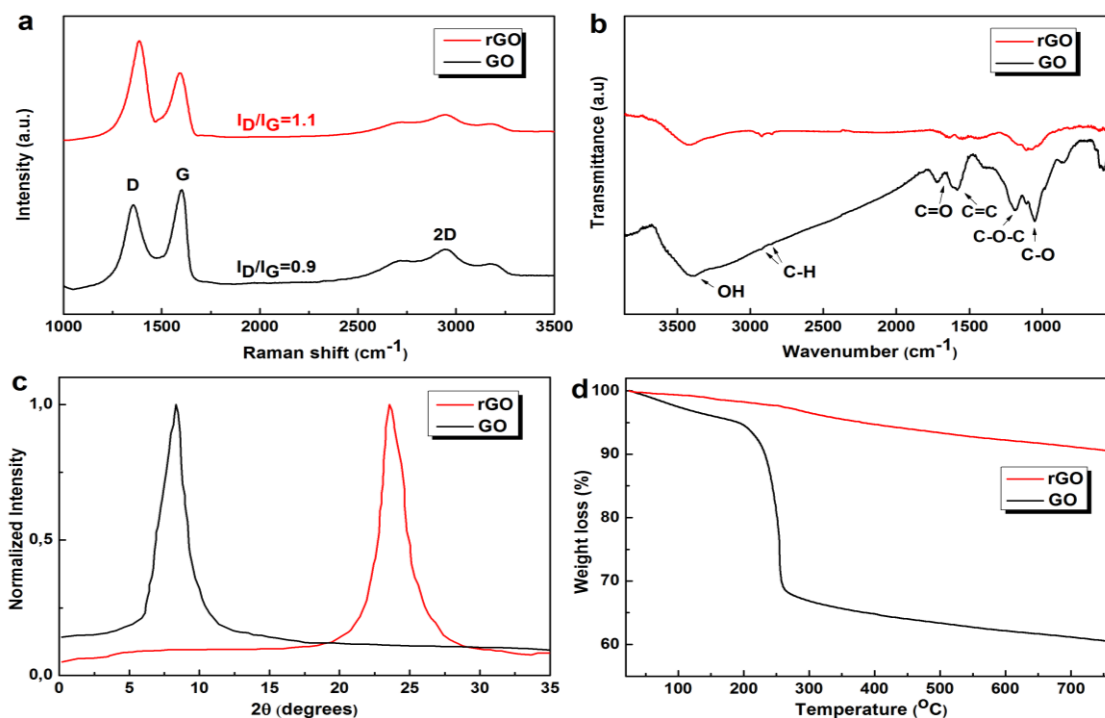 a
rGO
GO
I_D/I_G=1.1
D
G
2D
I_D/I_G=0.9
Intensity (a.u.)
1000
1500
2000
2500
3000
3500
Raman shift (cm⁻¹)
b
rGO
GO
C=O
C=C
C-O-C
C-O
C-H
OH
Transmittance (a.u)
3500
3000
2500
2000
1500
1000
Wavenumber (cm⁻¹)
c
rGO
GO
1,0
0,5
0,0
Normalized Intensity
0
5
10
15
20
25
30
35
2θ (degrees)
d
rGO
GO
100
90
80
70
60
Weight loss (%)
100
200
300
400
500
600
700
Temperature (ᴼC)